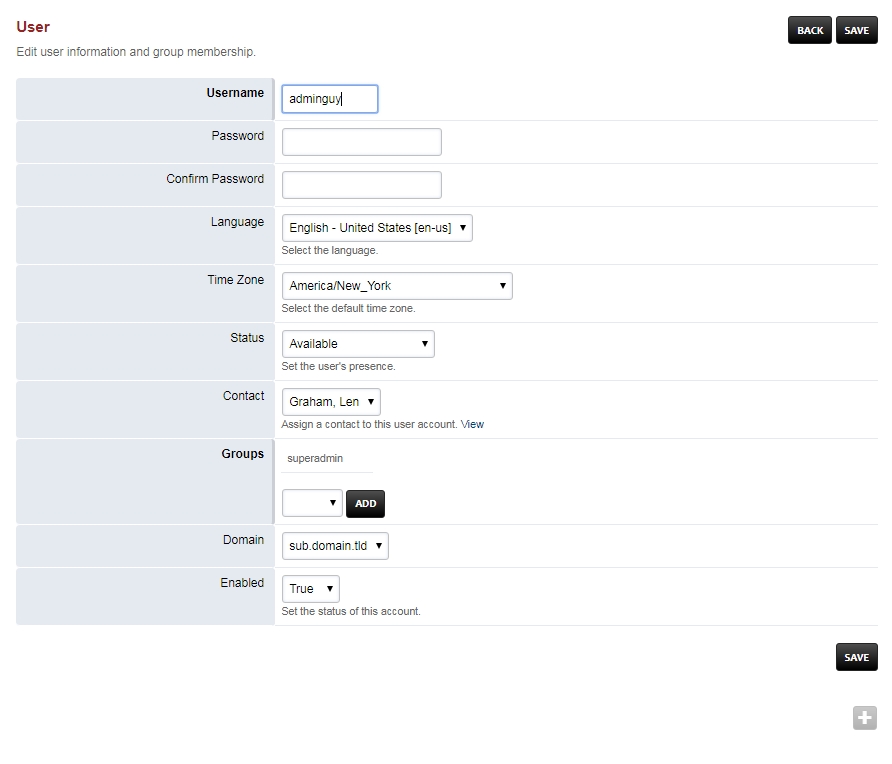 User
BACK
SAVE
Edit user information and group membership.
Username
adminguy
Password
Confirm Password
Language
English - United States [en-us]
Select the language.
Time Zone
America/New_York
Select the default time zone.
Status
Available
Set the user's presence.
Contact
Graham, Len
Assign a contact to this user account. View
Groups
superadmin
ADD
Domain
sub.domain.tld
Enabled
True
Set the status of this account.
SAVE